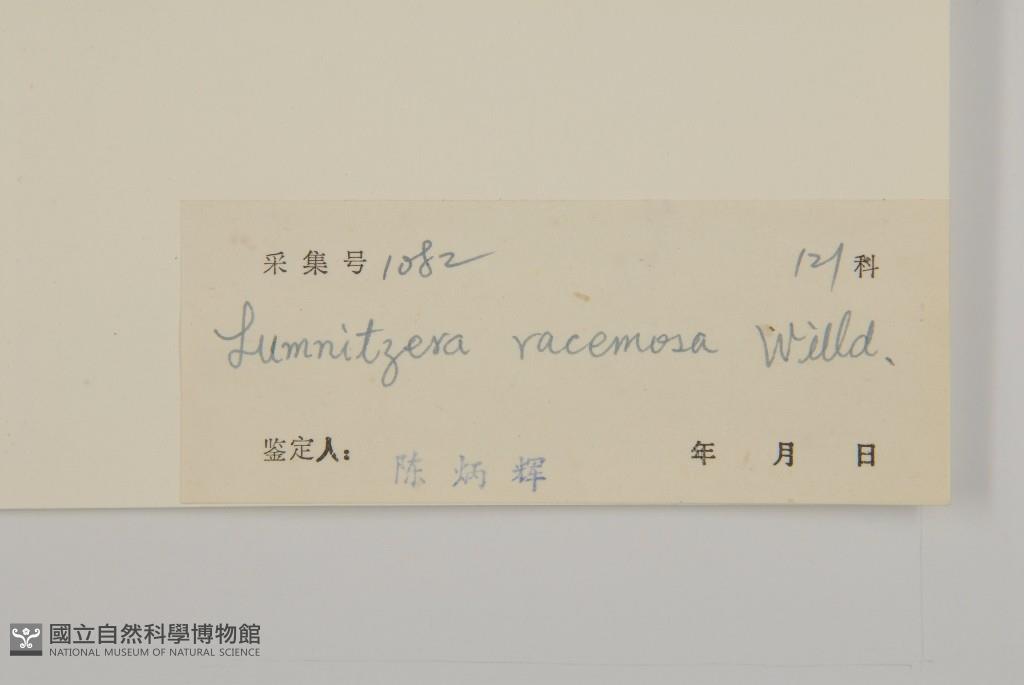 采集号 1082 121 科
Lumnitzera racemosa Willd.
鉴定人: 陈炳辉 年 月 日
國立自然科學博物館
NATIONAL MUSEUM OF NATURAL SCIENCE